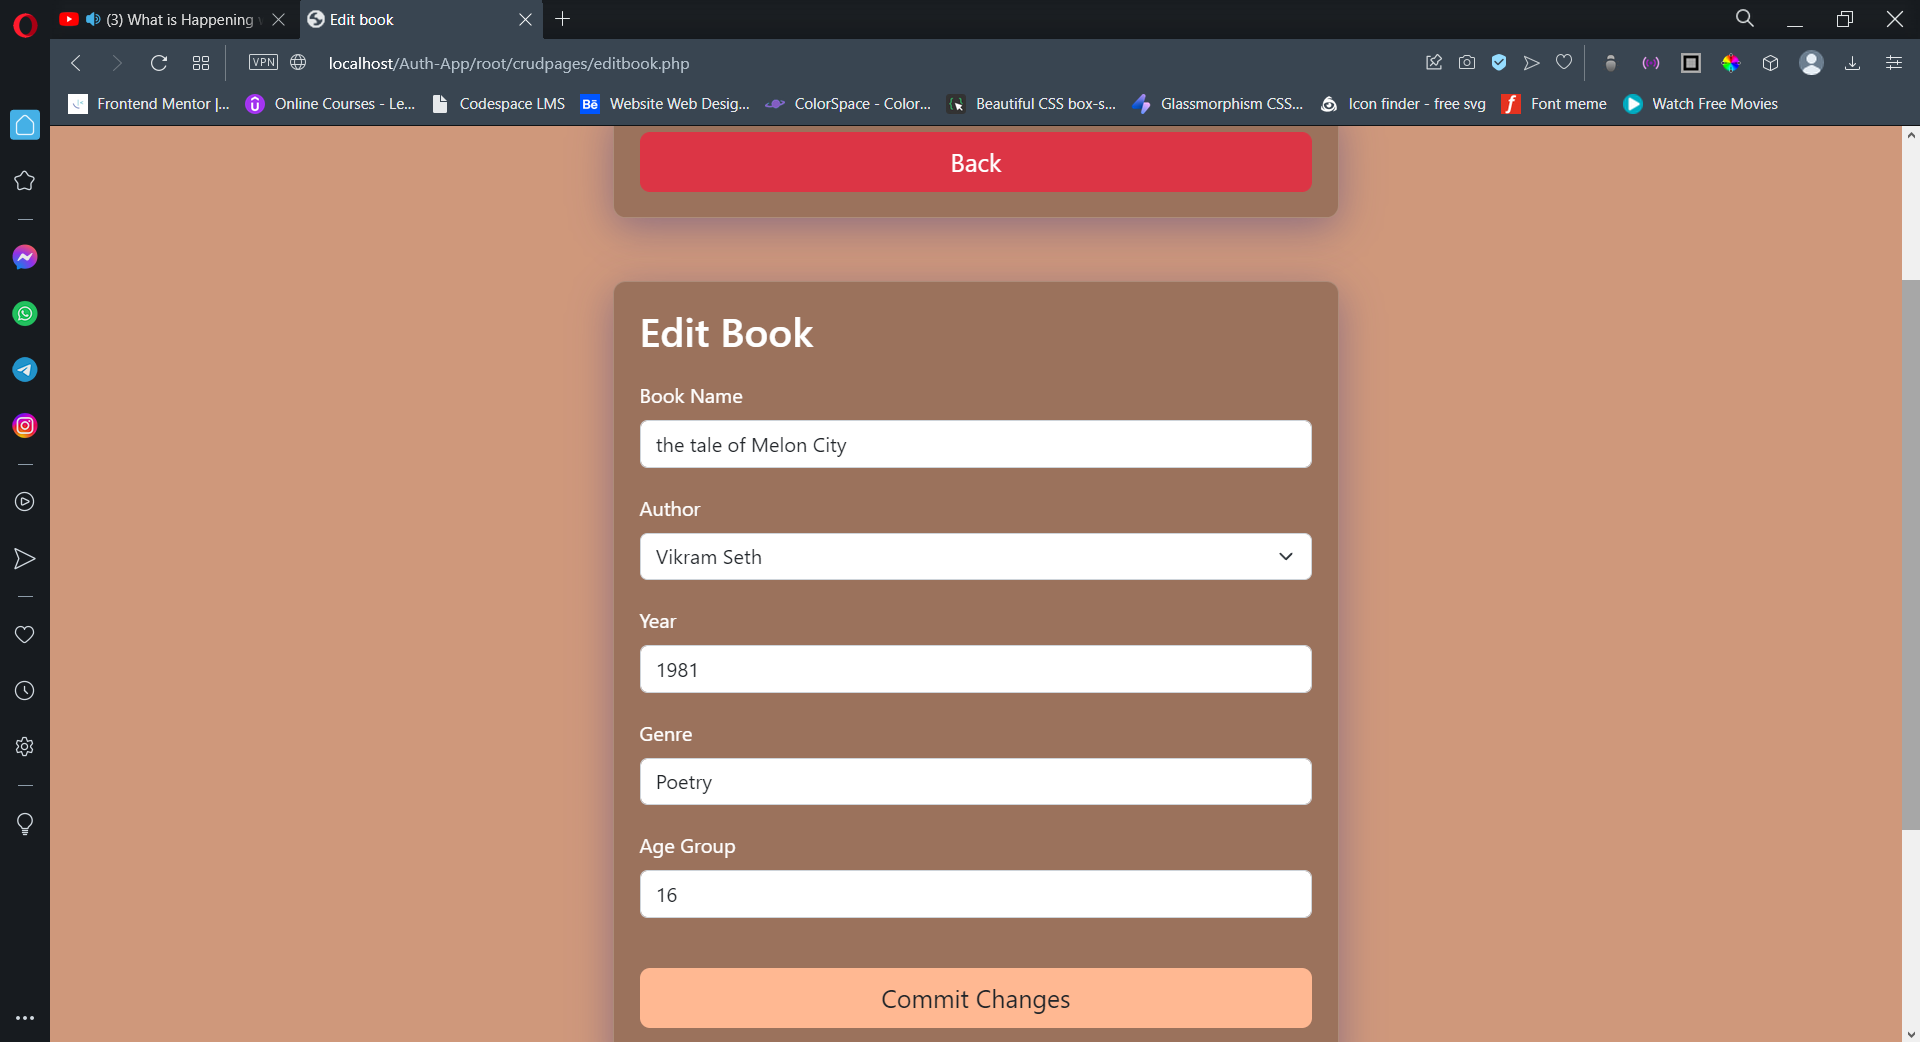 (3) What is Happening
Edit book
VPN
localhost/Auth-App/root/crudpages/editbook.php
Frontend Mentor |...
Online Courses - Le...
Codespace LMS
Bē
Website Web Desig...
ColorSpace - Color...
Beautiful CSS box-s...
Glassmorphism CSS...
Icon finder - free svg
Font meme
Watch Free Movies
Back
Edit Book
Book Name
the tale of Melon City
Author
Vikram Seth
Year
1981
Genre
Poetry
Age Group
16
Commit Changes